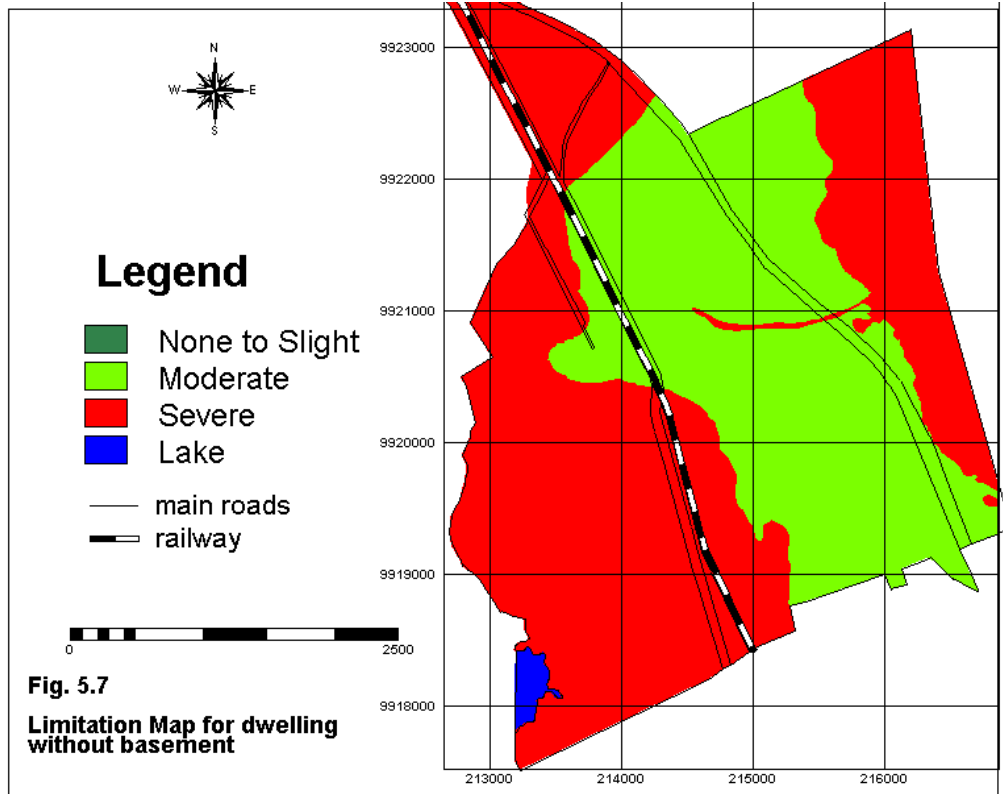 N
W E
S
Legend
None to Slight
Moderate
Severe
Lake
main roads
railway
0 2500
Fig. 5.7
Limitation Map for dwelling
without basement
9923000
9922000
9921000
9920000
9919000
9918000
213000 214000 215000 216000